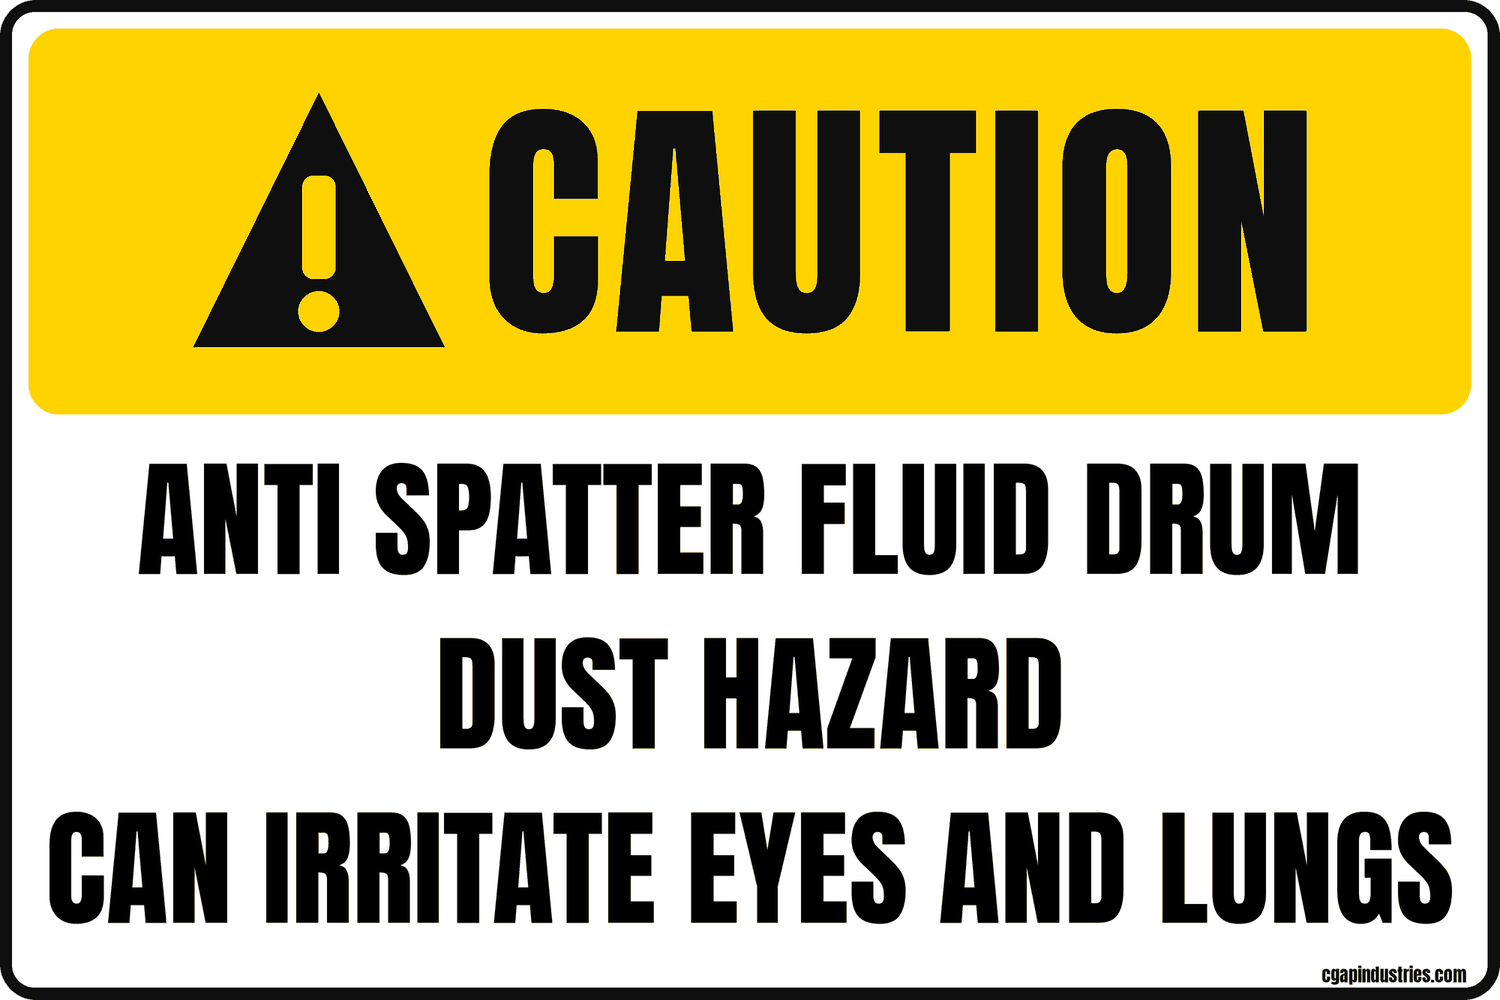 CAUTION
ANTI SPATTER FLUID DRUM
DUST HAZARD
CAN IRRITATE EYES AND LUNGS
cgapindustries.com